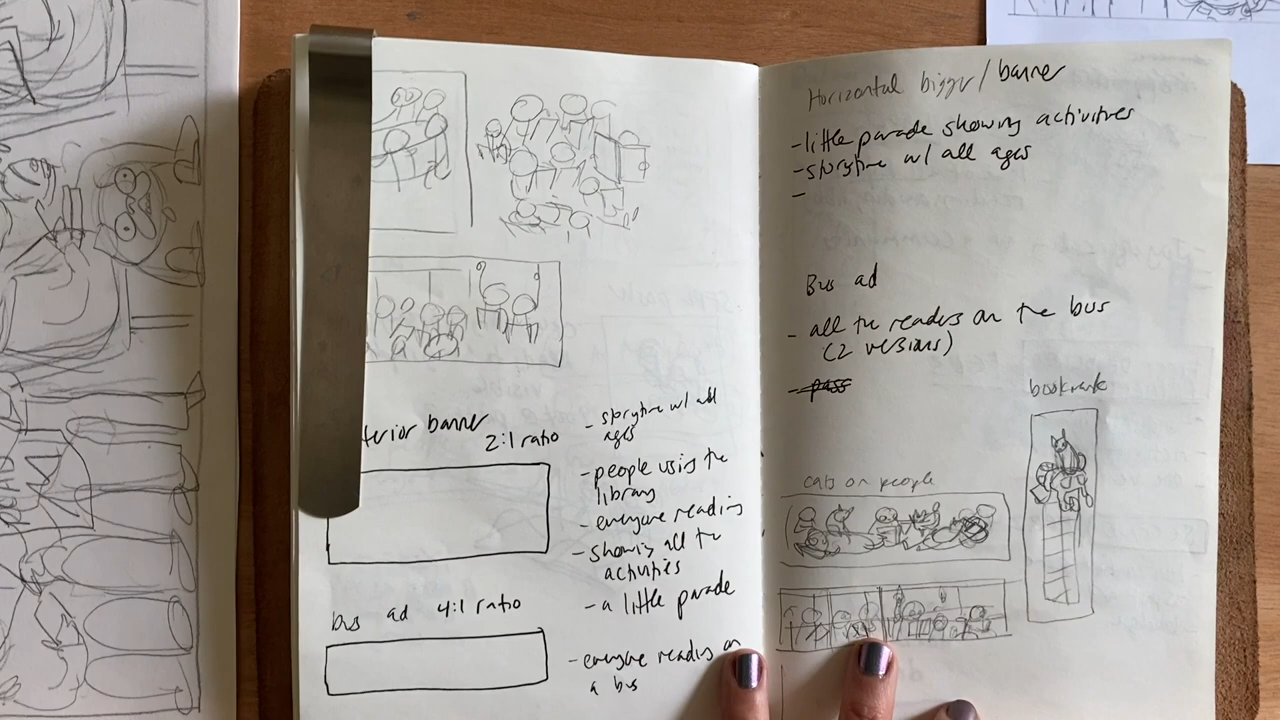 terior banner
2:1 ratio
- storytime w/ all
ages
- people using the
library
- everyone reading
- showing all the
activities
- a little parade
bus ad 4:1 ratio
- everyone reading on
a bus
Horizontal bigger/banner
- little parade showing activities
- storytime w/ all ages
-
Bus ad
- all the readers on the bus
(2 versions)
- pass
bookmark
cats on people